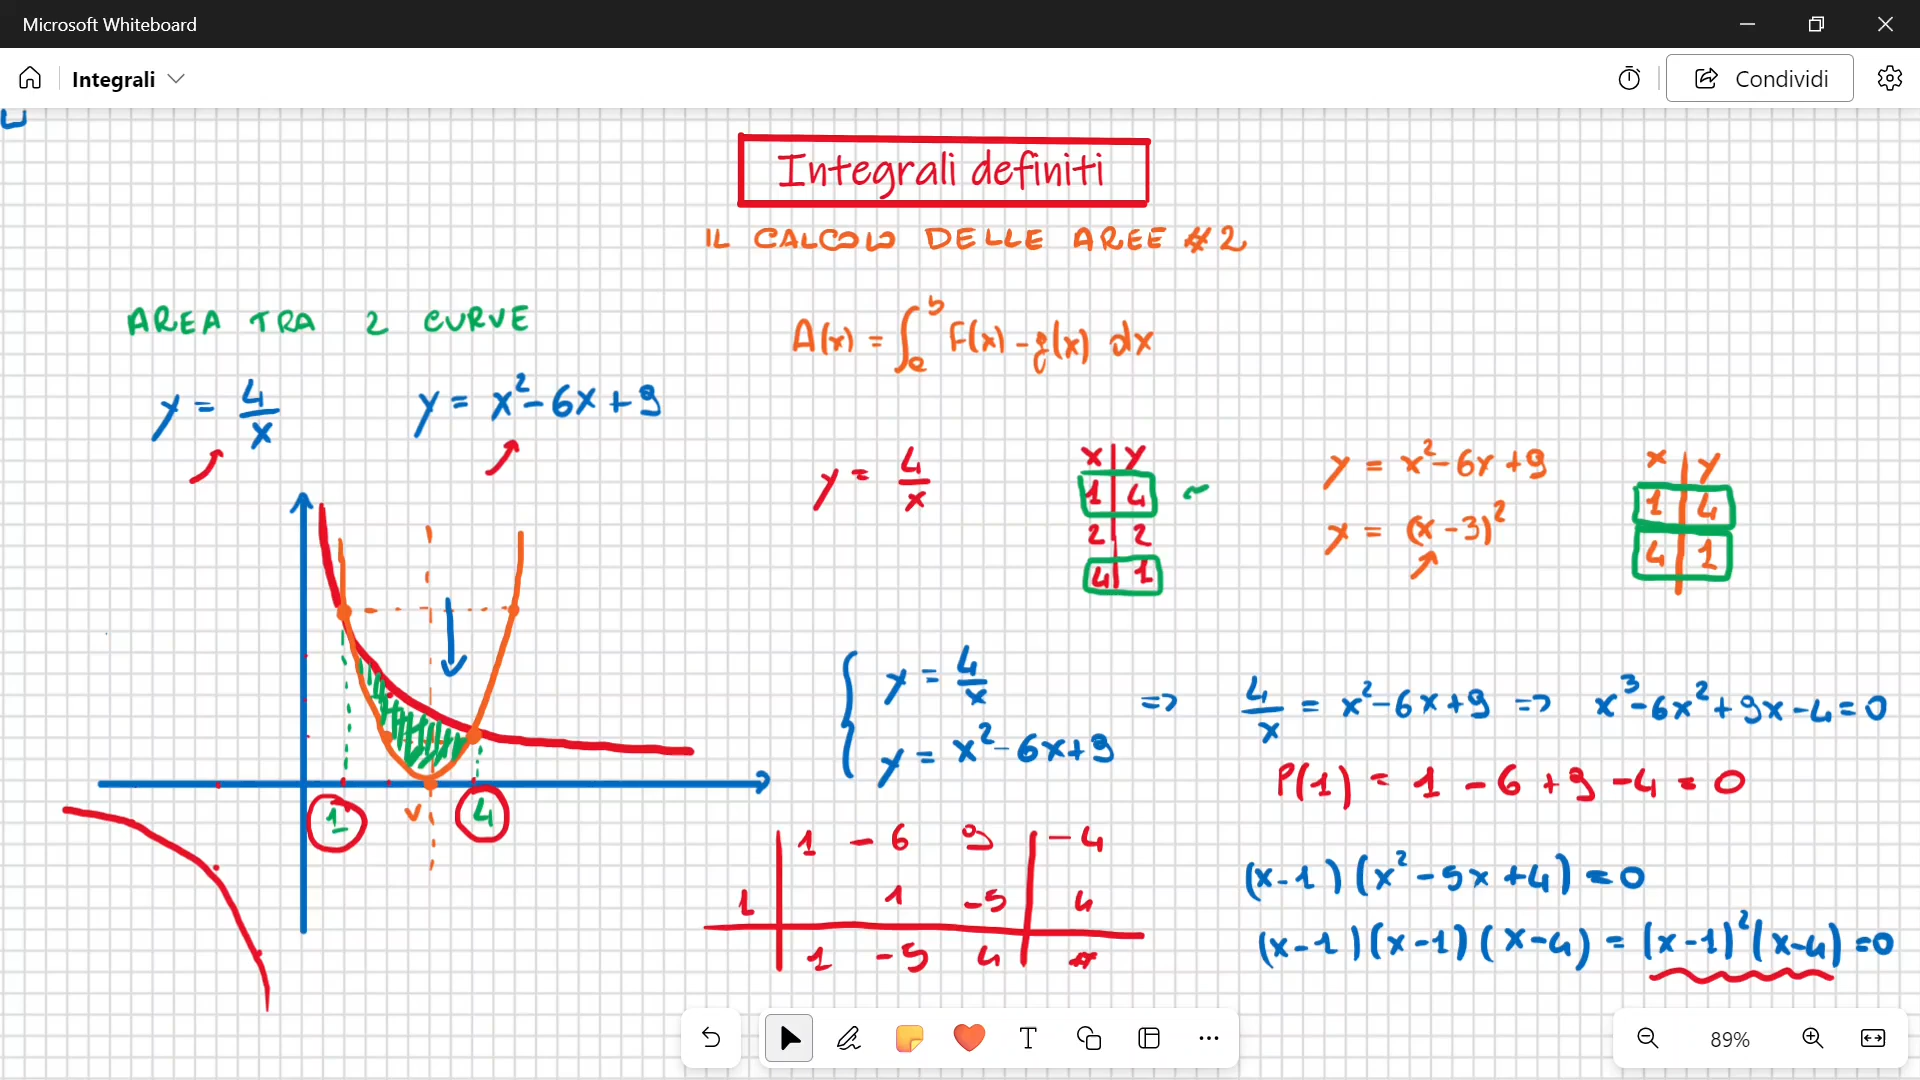 Microsoft Whiteboard
Integrali
Condividi
Integrali definiti
IL CALCOLO DELLE AREE #2
AREA TRA 2 CURVE
A(x) = ∫ₐᵇ F(x) - g(x) dx
y = 4/x
y = x² - 6x + 9
y = 4/x
x | y
1 | 4 ~
2 | 2
4 | 1
y = x² - 6x + 9
y = (x - 3)²
x | y
1 | 4
4 | 1
{ y = 4/x
y = x² - 6x + 9
=> 4/x = x² - 6x + 9 => x³ - 6x² + 9x - 4 = 0
P(1) = 1 - 6 + 9 - 4 = 0
1
V
4
1 - 6 9 | - 4
1 | 1 - 5 | 4
1 - 5 4 |
(x - 1)(x² - 5x + 4) = 0
(x - 1)(x - 1)(x - 4) = (x - 1)²(x - 4) = 0
89%